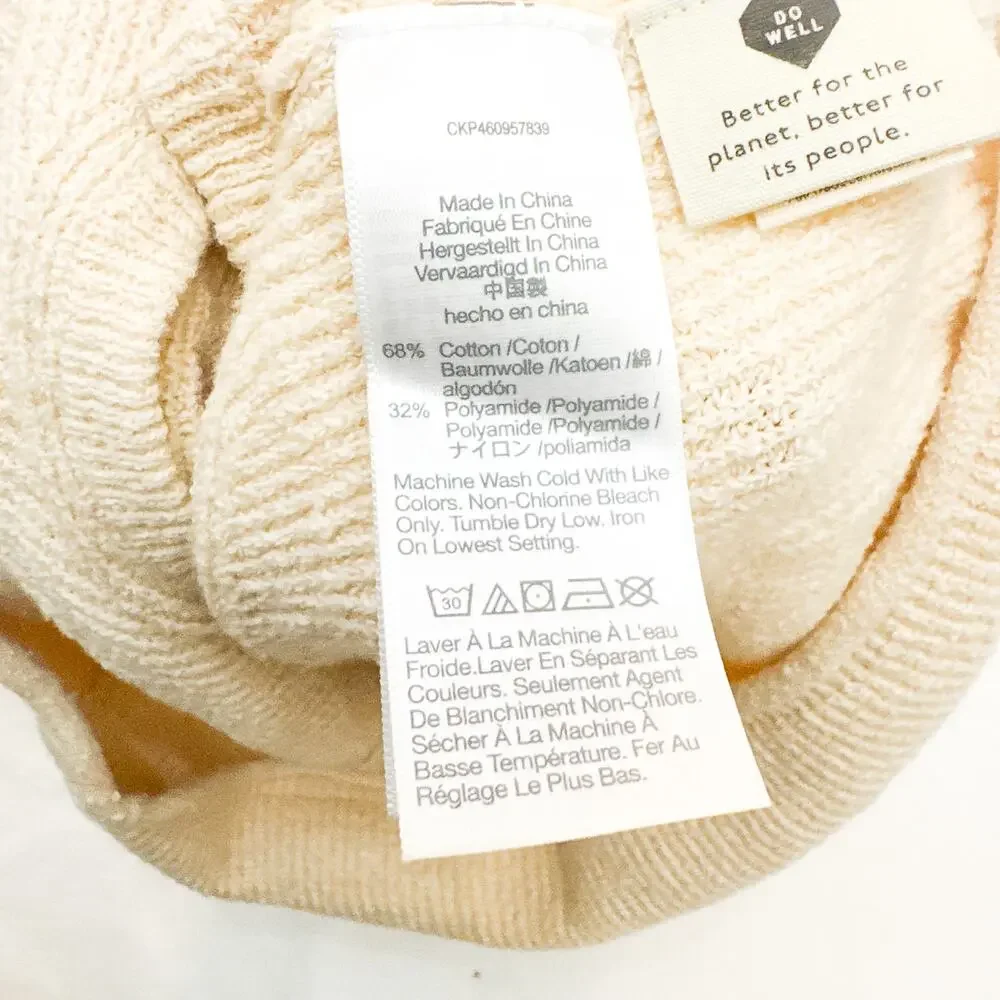 DO
WELL
Better for the
planet, better for
its people.
CKP460957839
Made In China
Fabriqué En Chine
Hergestellt In China
Vervaardigd In China
中国製
hecho en china
68% Cotton /Coton /
Baumwolle /Katoen /綿 /
algodón
32% Polyamide /Polyamide /
Polyamide /Polyamide /
ナイロン /poliamida
Machine Wash Cold With Like
Colors. Non-Chlorine Bleach
Only. Tumble Dry Low. Iron
On Lowest Setting.
30
Laver À La Machine À L'eau
Froide.Laver En Séparant Les
Couleurs. Seulement Agent
De Blanchiment Non-Chlore.
Sécher À La Machine À
Basse Température. Fer Au
Réglage Le Plus Bas.